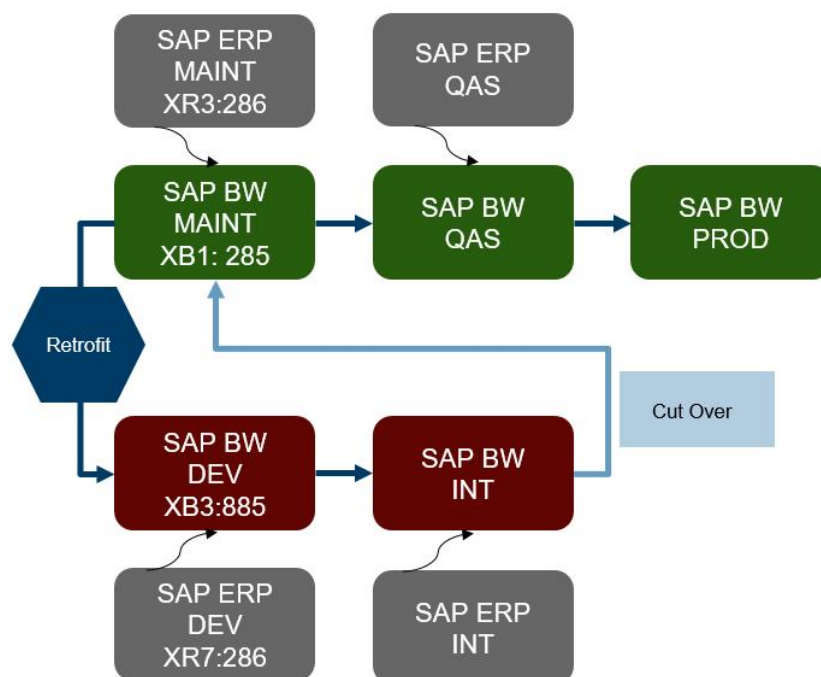 SAP ERP
MAINT
XR3:286
SAP ERP
QAS
SAP BW
MAINT
XB1: 285
SAP BW
QAS
SAP BW
PROD
Retrofit
Cut Over
SAP BW
DEV
XB3:885
SAP BW
INT
SAP ERP
DEV
XR7:286
SAP ERP
INT